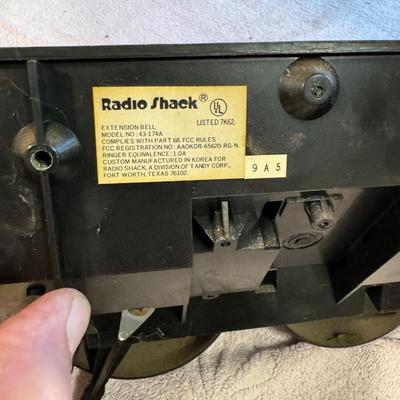 Radio Shack®
UL
LISTED 7K62
EXTENSION BELL
MODEL NO: 43-174A
COMPLIES WITH PART 68, FCC RULES
FCC REGISTRATION NO: AAOKOR-65620-RG-N
RINGER EQUIVALENCE: 1.0A
CUSTOM MANUFACTURED IN KOREA FOR
RADIO SHACK, A DIVISION OF TANDY CORP.,
FORT WORTH, TEXAS 76102.
9 A 5